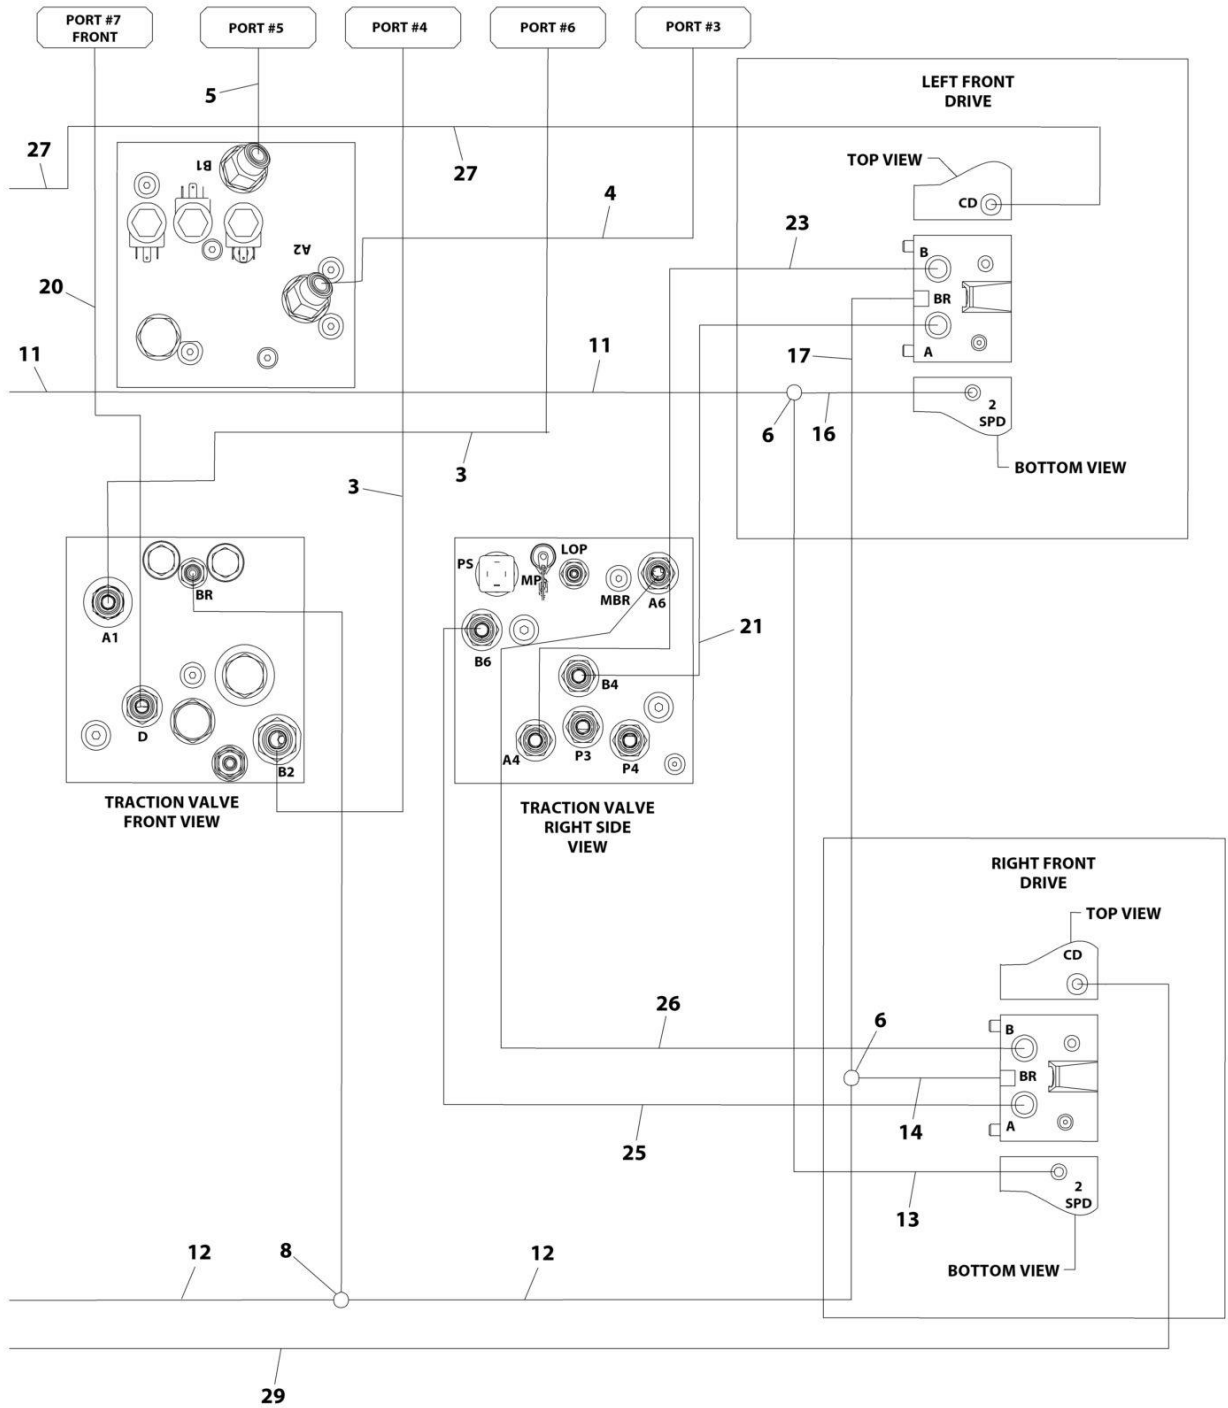 PORT #7
FRONT
PORT #5
PORT #4
PORT #6
PORT #3
5
LEFT FRONT
DRIVE
27
27
B1
TOP VIEW
CD
4
23
A2
B
20
BR
11
11
17
A
6
16
2
SPD
BOTTOM VIEW
3
3
PS
MP
LOP
MBR
A6
BR
A1
21
B6
B4
D
B2
A4
P3
P4
TRACTION VALVE
FRONT VIEW
TRACTION VALVE
RIGHT SIDE
VIEW
RIGHT FRONT
DRIVE
TOP VIEW
CD
26
6
B
BR
14
A
25
2
SPD
13
12
8
12
BOTTOM VIEW
29